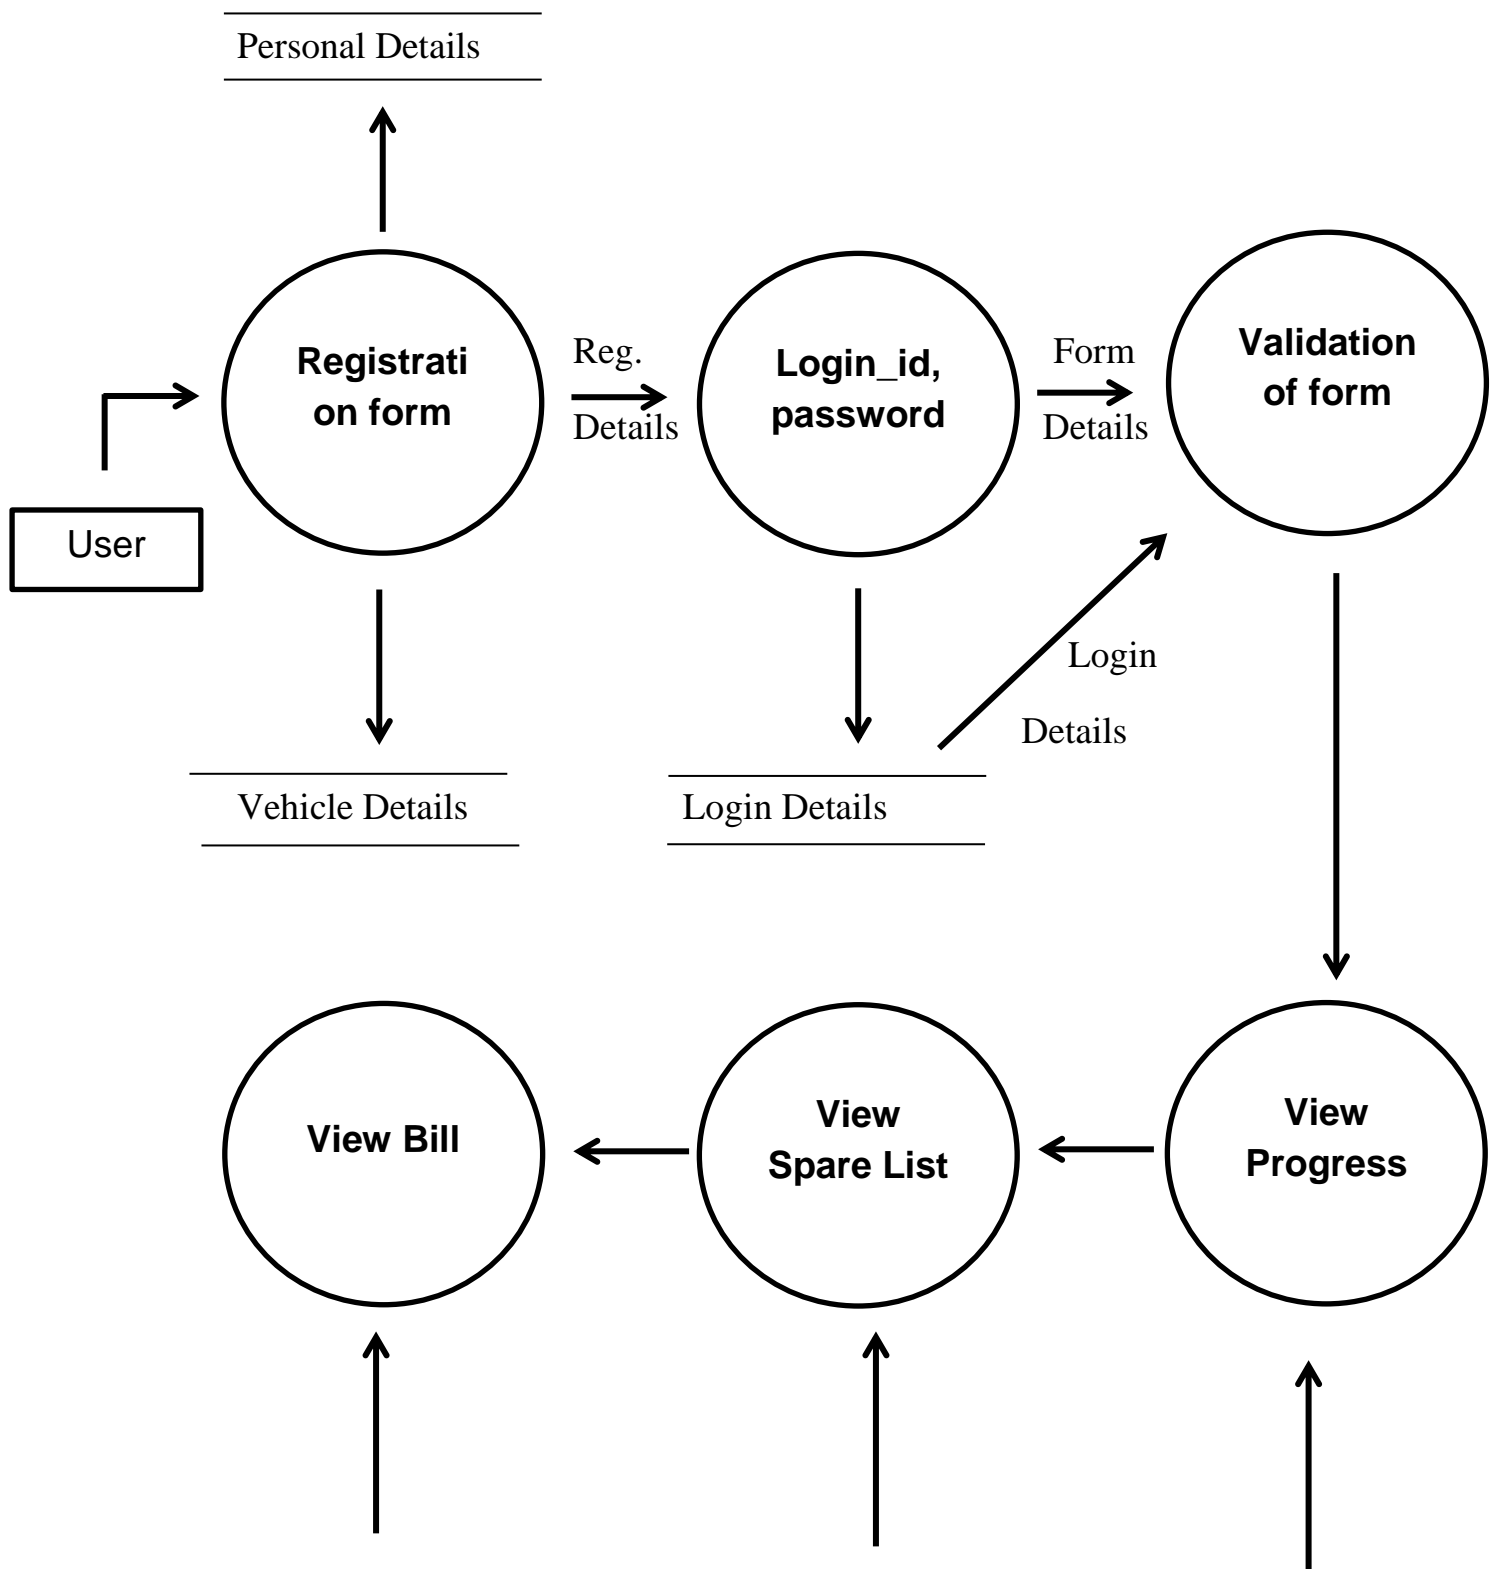 Personal Details
Registrati
on form
Reg.
Details
Login_id,
password
Form
Details
Validation
of form
User
Login
Details
Vehicle Details
Login Details
View Bill
View
Spare List
View
Progress